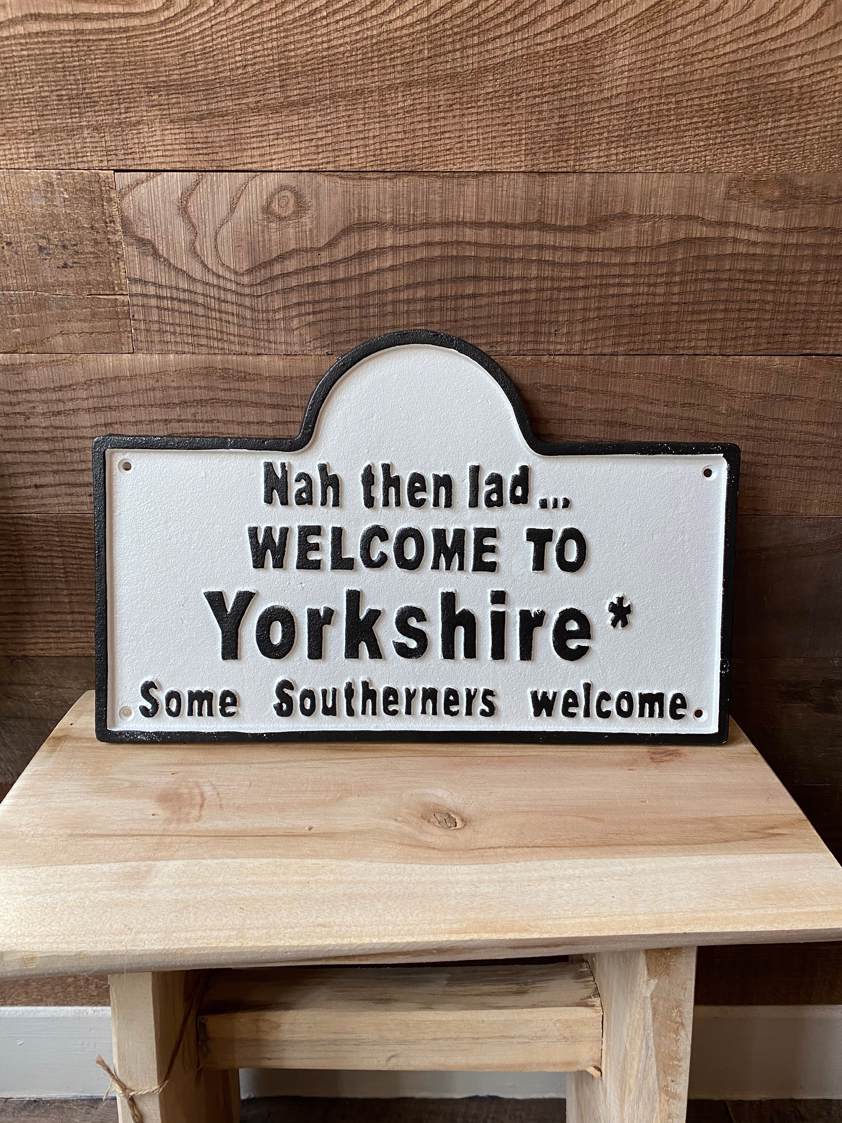 Nah then lad...
WELCOME TO
Yorkshire*
Some Southerners welcome.